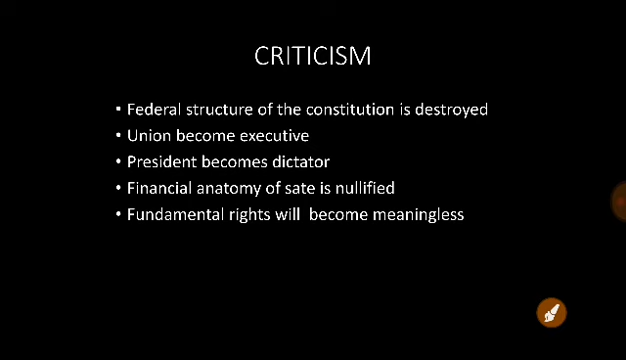 CRITICISM
• Federal structure of the constitution is destroyed
• Union become executive
• President becomes dictator
• Financial anatomy of sate is nullified
• Fundamental rights will  become meaningless